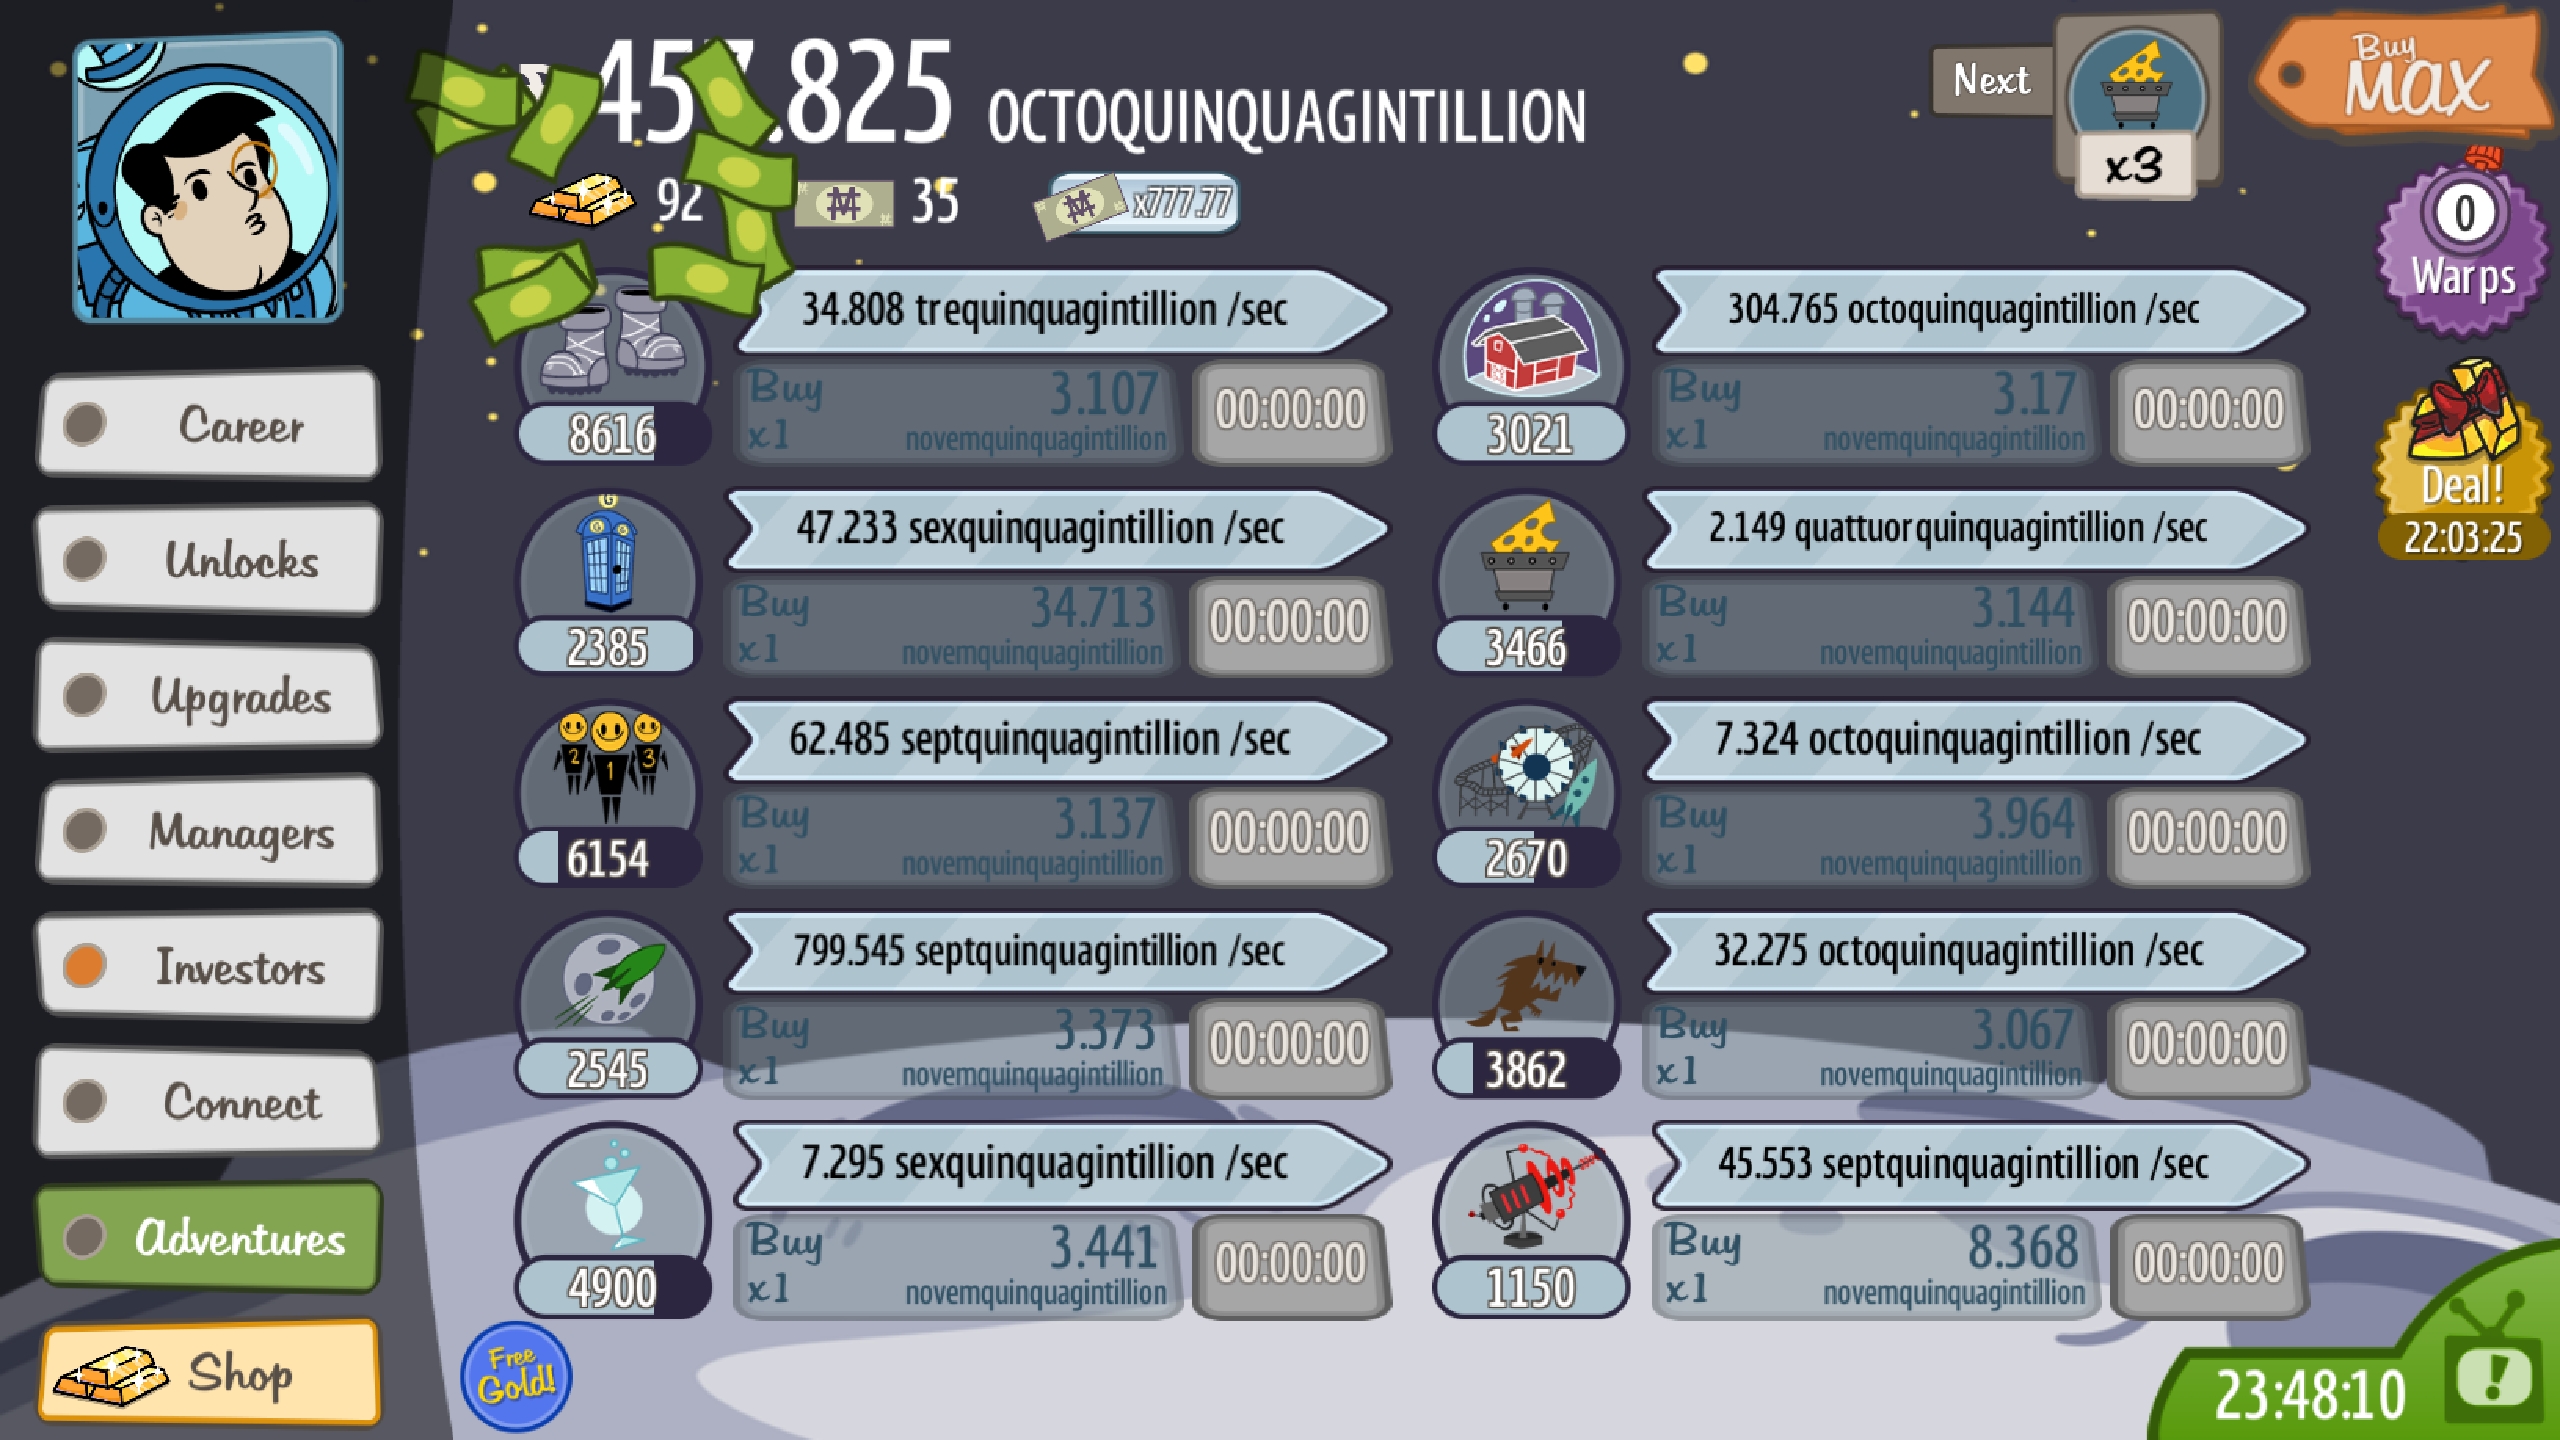 457.825 OCTOQUINQUAGINTILLION
92
35
x777.77
Next
x3
Buy
MAX
0
Warps
Deal!
22:03:25
Career
Unlocks
Upgrades
Managers
Investors
Connect
Adventures
Shop
34.808 trequinquagintillion /sec
8616
Buy
x1
3.107
novemquinquagintillion
00:00:00
304.765 octoquinquagintillion /sec
3021
Buy
x1
3.17
novemquinquagintillion
00:00:00
47.233 sexquinquagintillion /sec
G
2385
Buy
x1
34.713
novemquinquagintillion
00:00:00
2.149 quattuorquinquagintillion /sec
3466
Buy
x1
3.144
novemquinquagintillion
00:00:00
62.485 septquinquagintillion /sec
2 1 3
6154
Buy
x1
3.137
novemquinquagintillion
00:00:00
7.324 octoquinquagintillion /sec
2670
Buy
x1
3.964
novemquinquagintillion
00:00:00
799.545 septquinquagintillion /sec
2545
Buy
x1
3.373
novemquinquagintillion
00:00:00
32.275 octoquinquagintillion /sec
3862
Buy
x1
3.067
novemquinquagintillion
00:00:00
7.295 sexquinquagintillion /sec
4900
Buy
x1
3.441
novemquinquagintillion
00:00:00
45.553 septquinquagintillion /sec
1150
Buy
x1
8.368
novemquinquagintillion
00:00:00
Free
Gold!
23:48:10
!